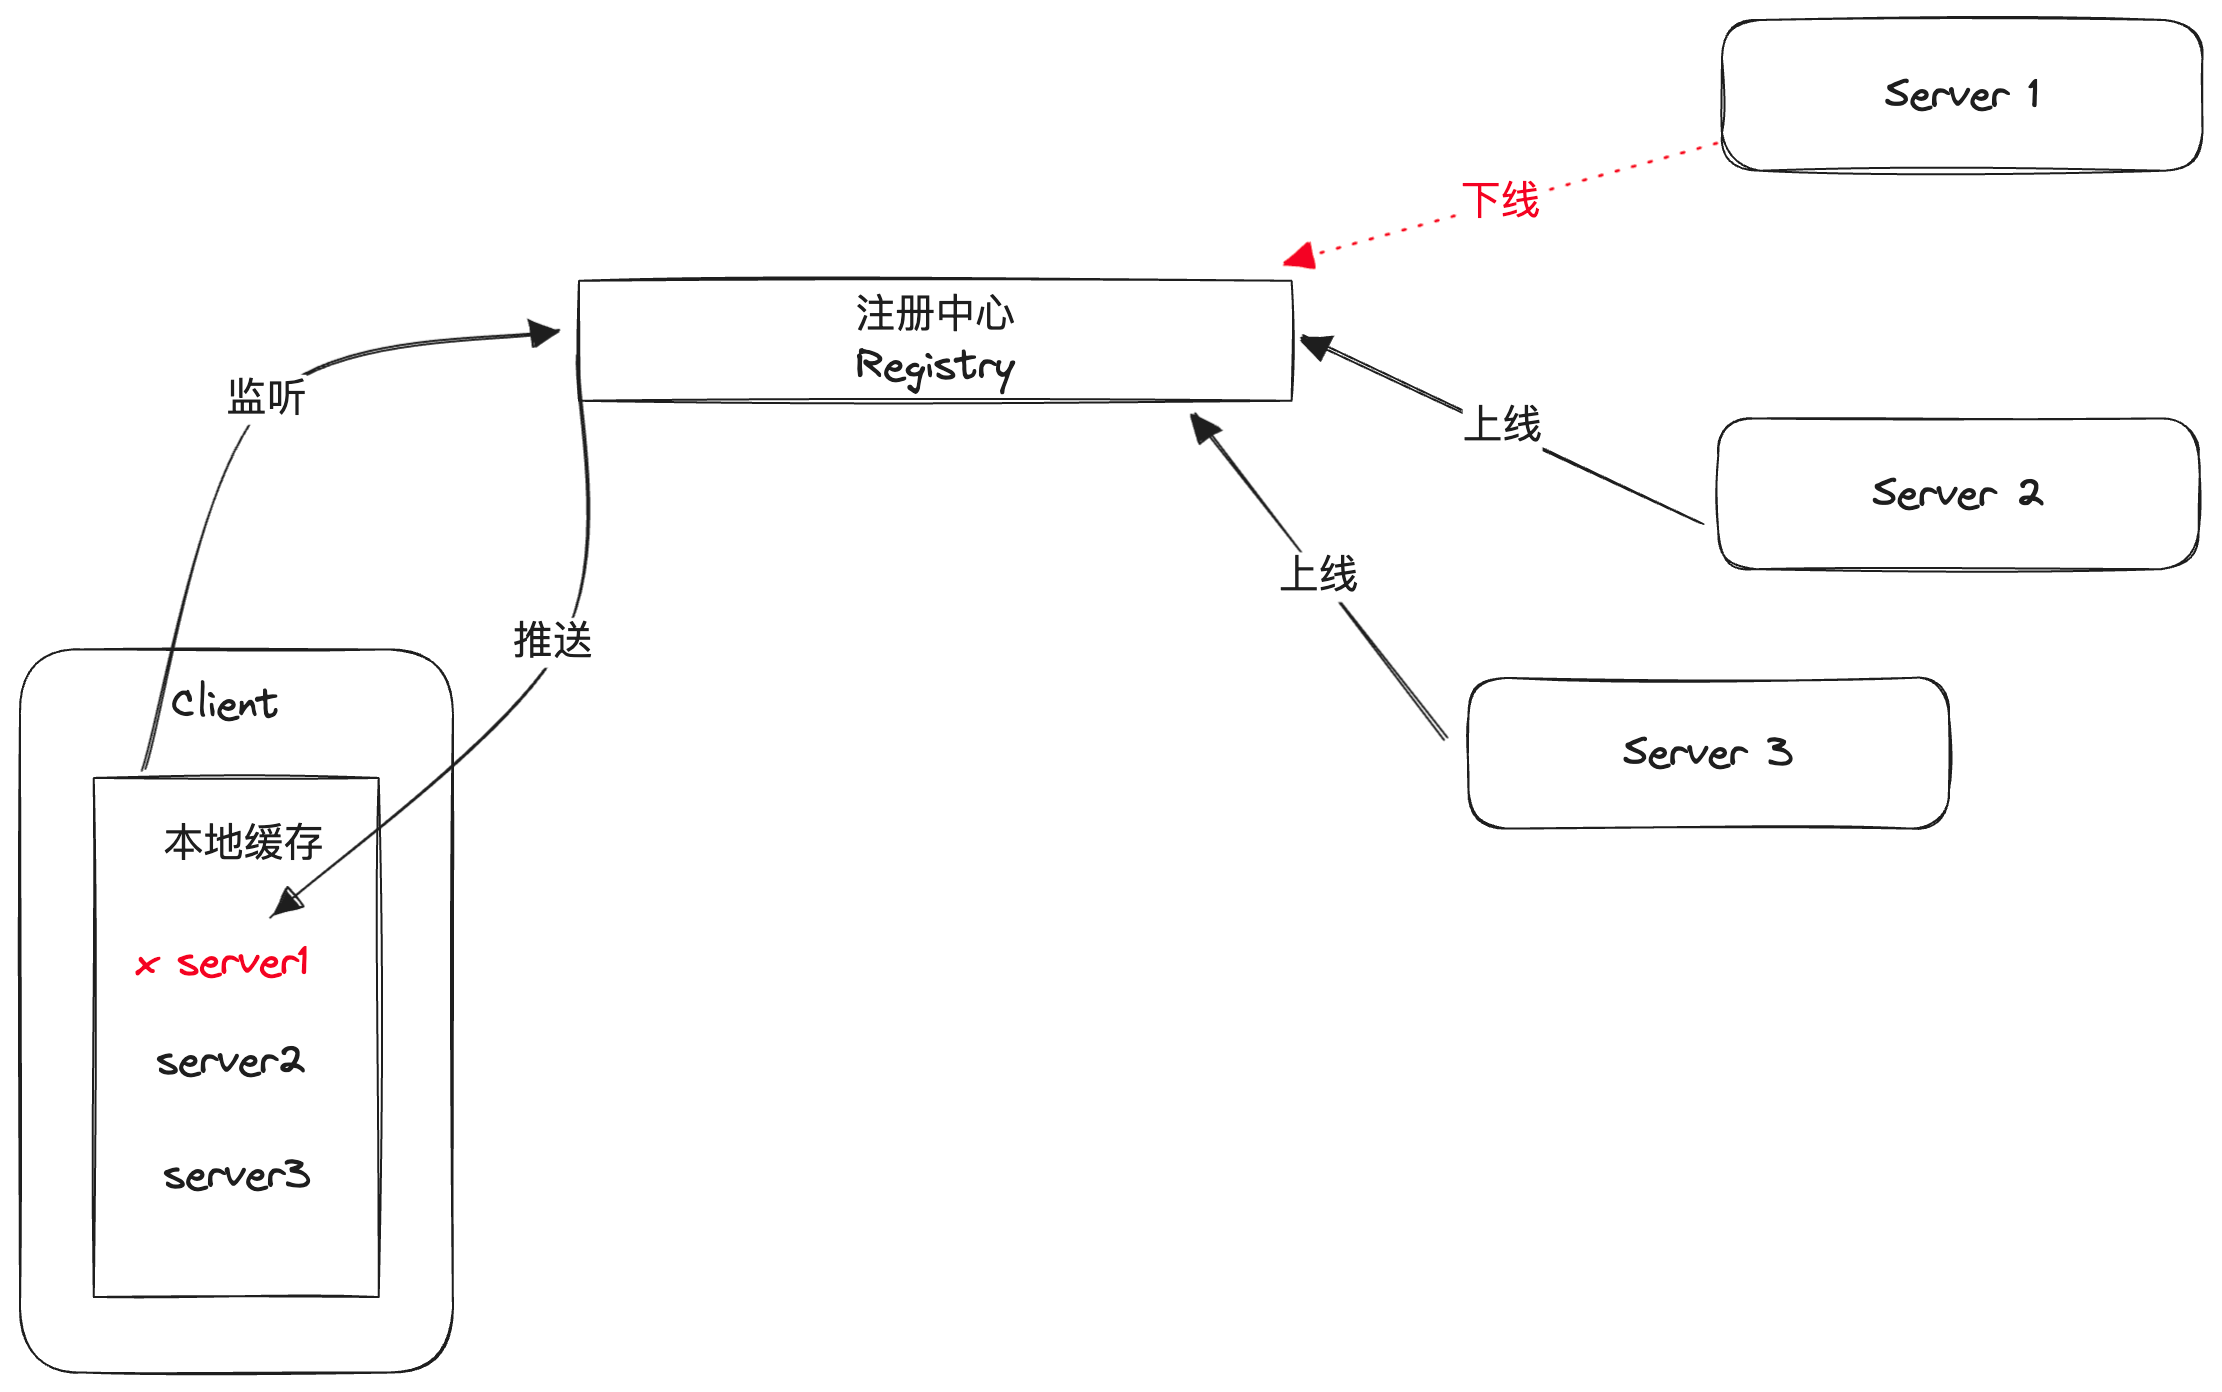 Server 1
下线
注册中心
Registry
监听
上线
Server 2
上线
推送
Client
Server 3
本地缓存
x server1
server2
server3